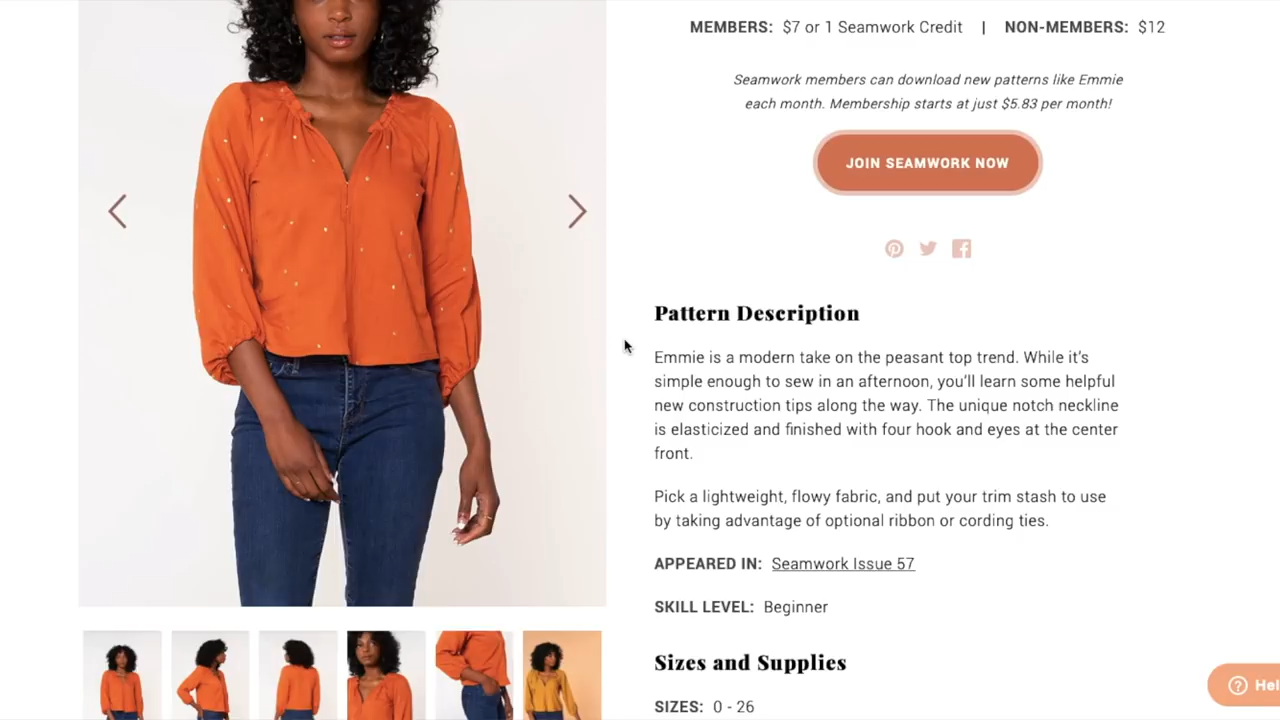 MEMBERS: $7 or 1 Seamwork Credit | NON-MEMBERS: $12
Seamwork members can download new patterns like Emmie
each month. Membership starts at just $5.83 per month!
JOIN SEAMWORK NOW
Pattern Description
Emmie is a modern take on the peasant top trend. While it's
simple enough to sew in an afternoon, you'll learn some helpful
new construction tips along the way. The unique notch neckline
is elasticized and finished with four hook and eyes at the center
front.
Pick a lightweight, flowy fabric, and put your trim stash to use
by taking advantage of optional ribbon or cording ties.
APPEARED IN: Seamwork Issue 57
SKILL LEVEL: Beginner
Sizes and Supplies
? Hel
SIZES: 0 - 26